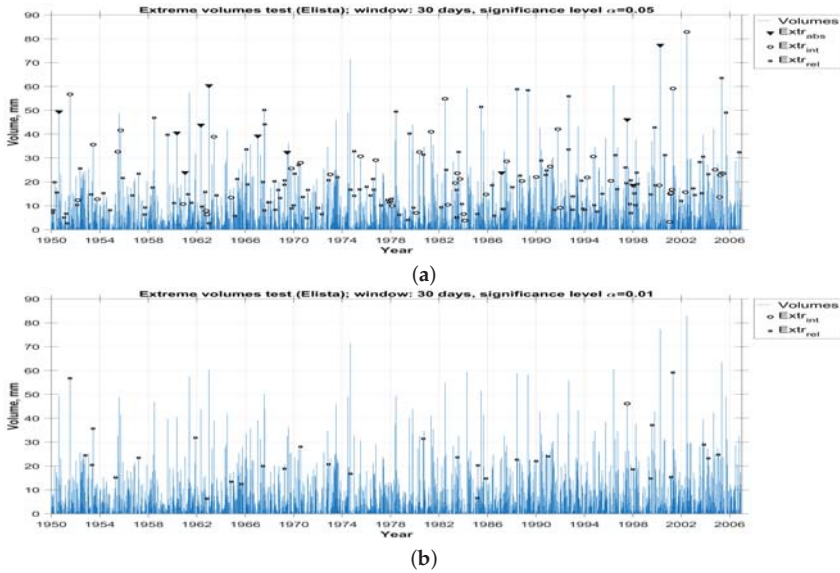 Extreme volumes test (Elista); window: 30 days, significance level α=0.05
Volume, mm
90
80
70
60
50
40
30
20
10
0
1950 1954 1958 1962 1966 1970 1974 1978 1982 1986 1990 1994 1998 2002 2006
Year
Volumes
Extr_abs
Extr_int
Extr_rel
(a)
Extreme volumes test (Elista); window: 30 days, significance level α=0.01
Volume, mm
90
80
70
60
50
40
30
20
10
0
1950 1954 1958 1962 1966 1970 1974 1978 1982 1986 1990 1994 1998 2002 2006
Year
Volumes
Extr_int
Extr_rel
(b)